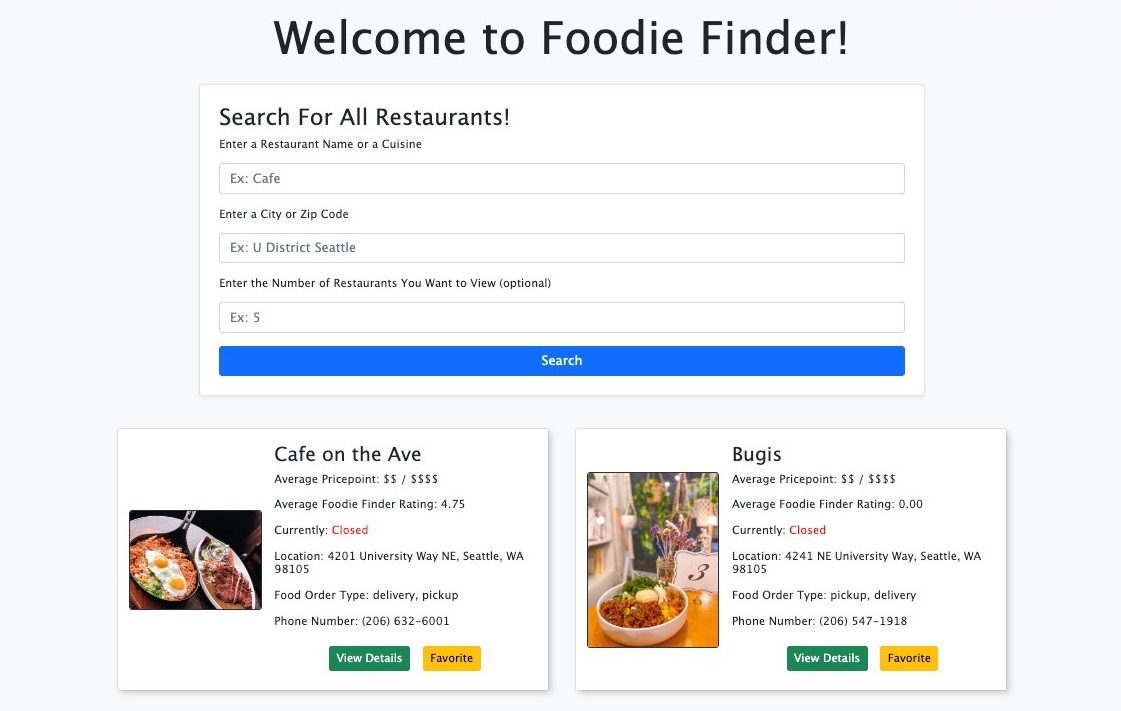 Welcome to Foodie Finder!
Search For All Restaurants!
Enter a Restaurant Name or a Cuisine
Ex: Cafe
Enter a City or Zip Code
Ex: U District Seattle
Enter the Number of Restaurants You Want to View (optional)
Ex: 5
Search
Cafe on the Ave
Average Pricepoint: $$ / $$$$
Average Foodie Finder Rating: 4.75
Currently: Closed
Location: 4201 University Way NE, Seattle, WA
98105
Food Order Type: delivery, pickup
Phone Number: (206) 632-6001
View Details
Favorite
Bugis
Average Pricepoint: $$ / $$$$
Average Foodie Finder Rating: 0.00
Currently: Closed
Location: 4241 NE University Way, Seattle, WA
98105
Food Order Type: pickup, delivery
Phone Number: (206) 547-1918
View Details
Favorite
3